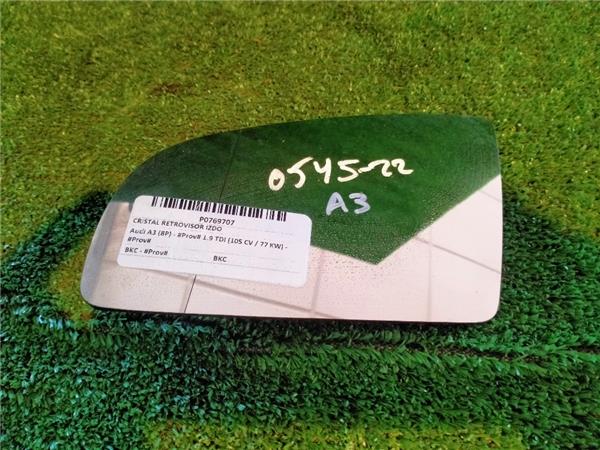 0545-22
A3
P0769707
CRISTAL RETROVISOR IZDO
Audi A3 (8P) - #Prov# 1.9 TDI (105 CV / 77 KW) -
#Prov#
BKC - #Prov# BKC